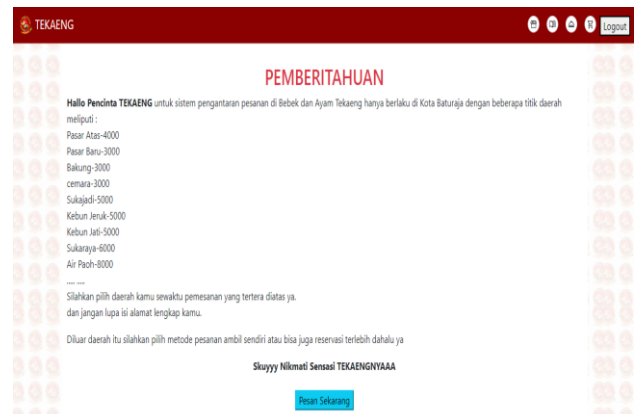 TEKAENG
Logout
PEMBERITAHUAN
Hallo Pencinta TEKAENG untuk sistem pengantaran pesanan di Bebek dan Ayam Tekaeng hanya berlaku di Kota Baturaja dengan beberapa titik daerah
meliputi :
Pasar Atas-4000
Pasar Baru-3000
Bakung-3000
cemara-3000
Sukajadi-5000
Kebun Jeruk-5000
Kebun Jati-5000
Sukaraya-6000
Air Paoh-8000
.... ....
Silahkan pilih daerah kamu sewaktu pemesanan yang tertera diatas ya.
dan jangan lupa isi alamat lengkap kamu.
Diluar daerah itu silahkan pilih metode pesanan ambil sendiri atau bisa juga reservasi terlebih dahalu ya
Skuyyy Nikmati Sensasi TEKAENGNYAAA
Pesan Sekarang